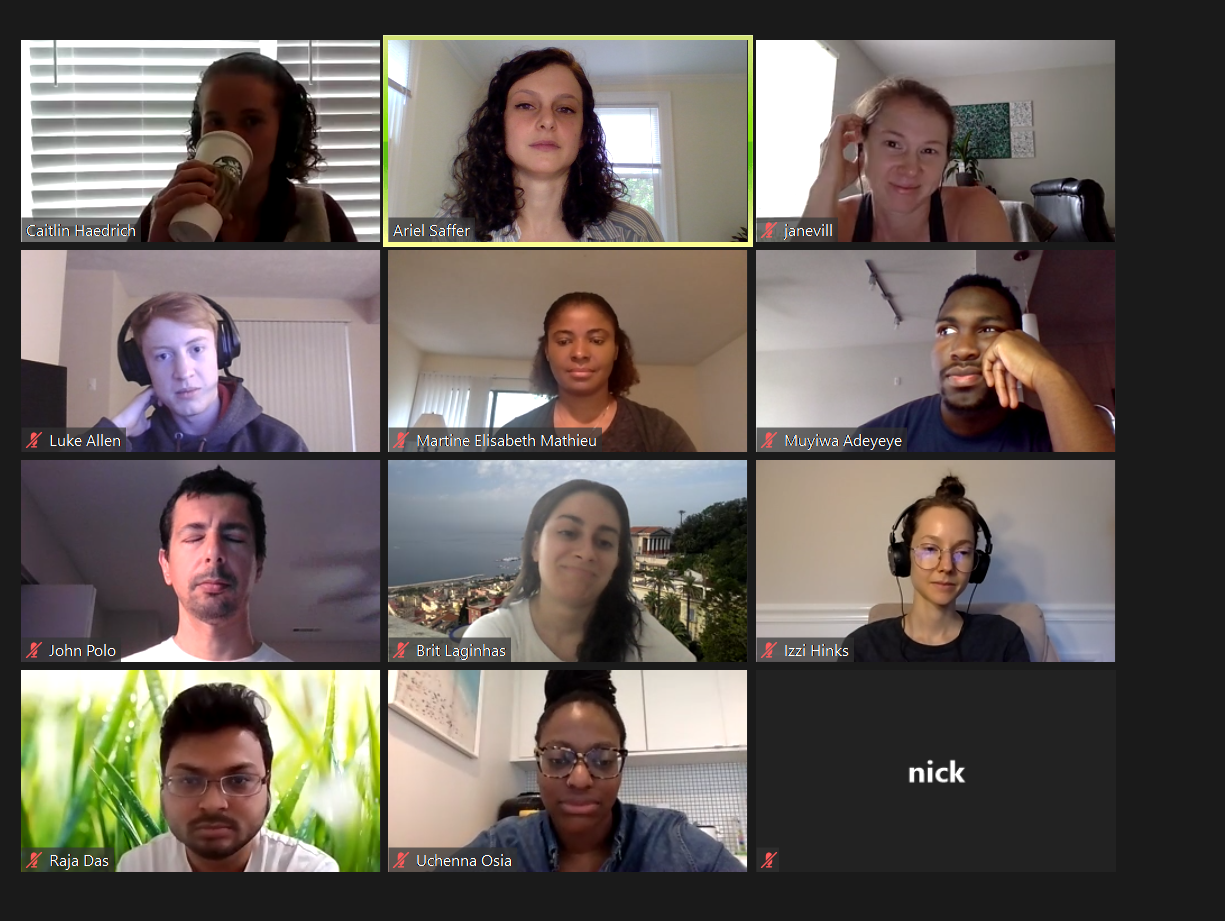 Caitlin Haedrich
Ariel Saffer
janevill
Luke Allen
Martine Elisabeth Mathieu
Muyiwa Adeyeye
John Polo
Brit Laginhas
Izzi Hinks
Raja Das
Uchenna Osia
nick